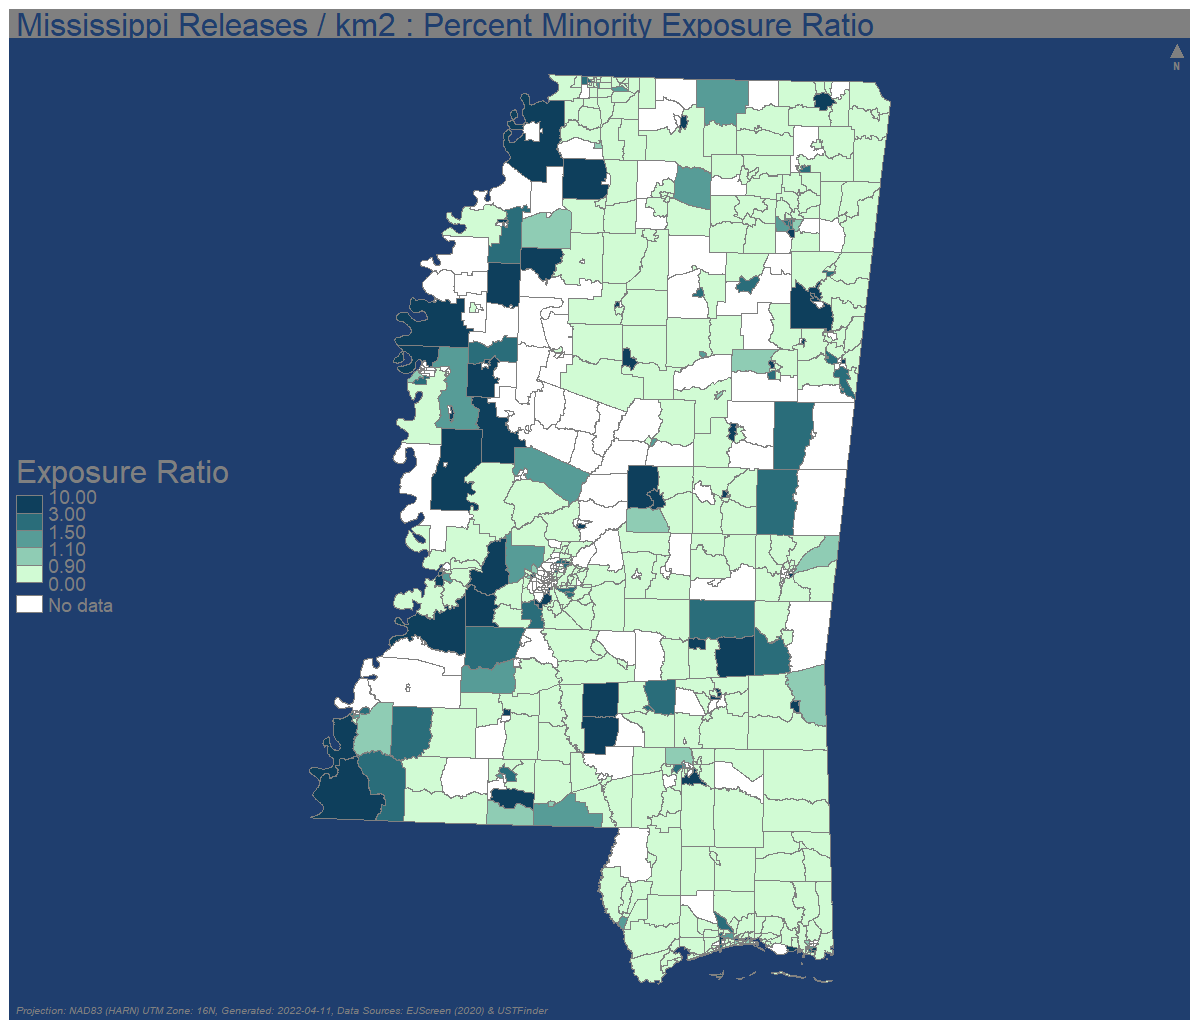 Mississippi Releases / km2 : Percent Minority Exposure Ratio
N
Exposure Ratio
10.00
3.00
1.50
1.10
0.90
0.00
No data
Projection: NAD83 (HARN) UTM Zone: 16N, Generated: 2022-04-11, Data Sources: EJScreen (2020) & USTFinder